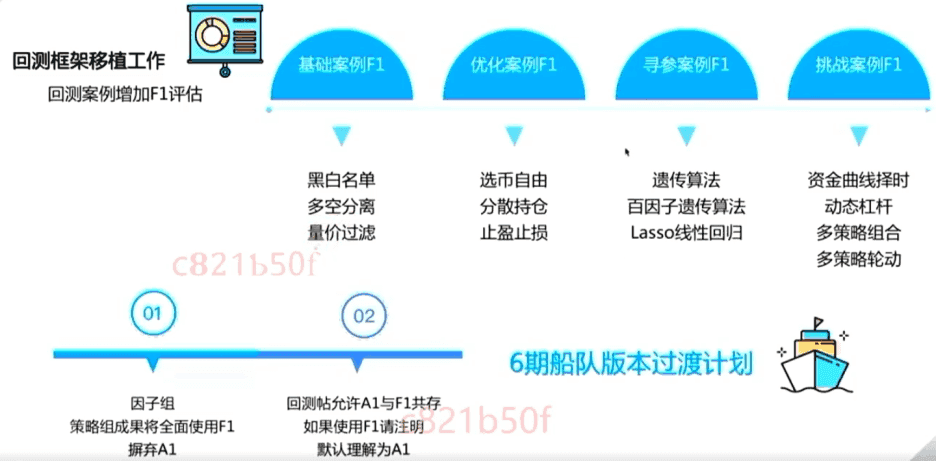 回测框架移植工作
回测案例增加F1评估
基础案例F1
优化案例F1
寻参案例F1
挑战案例F1
黑白名单
多空分离
量价过滤
选币自由
分散持仓
止盈止损
遗传算法
百因子遗传算法
Lasso线性回归
资金曲线择时
动态杠杆
多策略组合
多策略轮动
c821b50f
01
02
6期船队版本过渡计划
因子组
策略组成果将全面使用F1
摒弃A1
回测帖允许A1与F1共存
如果使用F1请注明
默认理解为A1
c821b50f